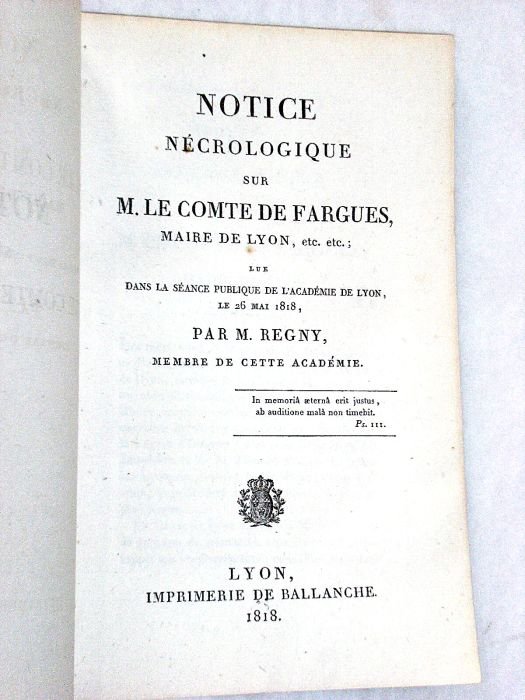 NOTICE
NÉCROLOGIQUE
SUR
M. LE COMTE DE FARGUES,
MAIRE DE LYON, etc. etc.;
LUE
DANS LA SÉANCE PUBLIQUE DE L'ACADÉMIE DE LYON,
LE 26 MAI 1818,
PAR M. REGNY,
MEMBRE DE CETTE ACADÉMIE.
In memoriâ æternâ erit justus,
ab auditione malâ non timebit.
Ps. 111.
LYON,
IMPRIMERIE DE BALLANCHE.
1818.